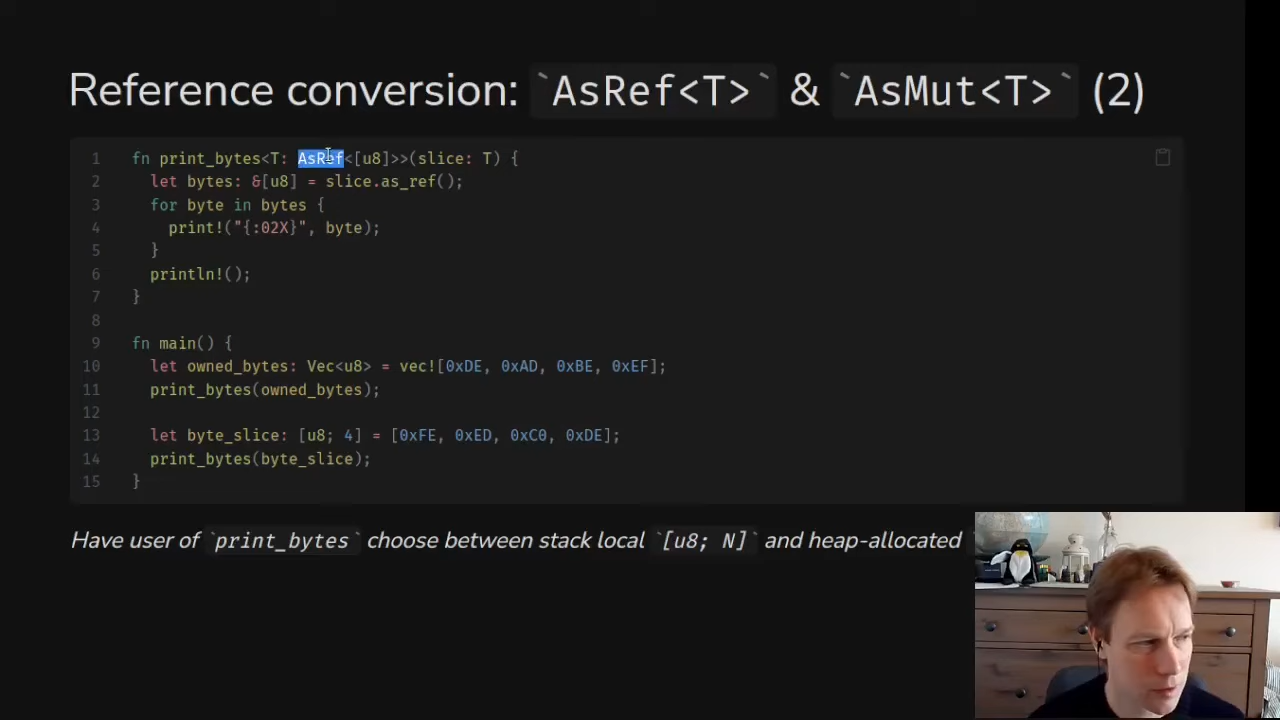 Reference conversion: `AsRef<T>` & `AsMut<T>` (2)
1 fn print_bytes<T: AsRef<[u8]>>(slice: T) {
2   let bytes: &[u8] = slice.as_ref();
3   for byte in bytes {
4     print!("{:02X}", byte);
5   }
6   println!();
7 }
8
9 fn main() {
10   let owned_bytes: Vec<u8> = vec![0xDE, 0xAD, 0xBE, 0xEF];
11   print_bytes(owned_bytes);
12
13   let byte_slice: [u8; 4] = [0xFE, 0xED, 0xC0, 0xDE];
14   print_bytes(byte_slice);
15 }
Have user of `print_bytes` choose between stack local `[u8; N]` and heap-allocated